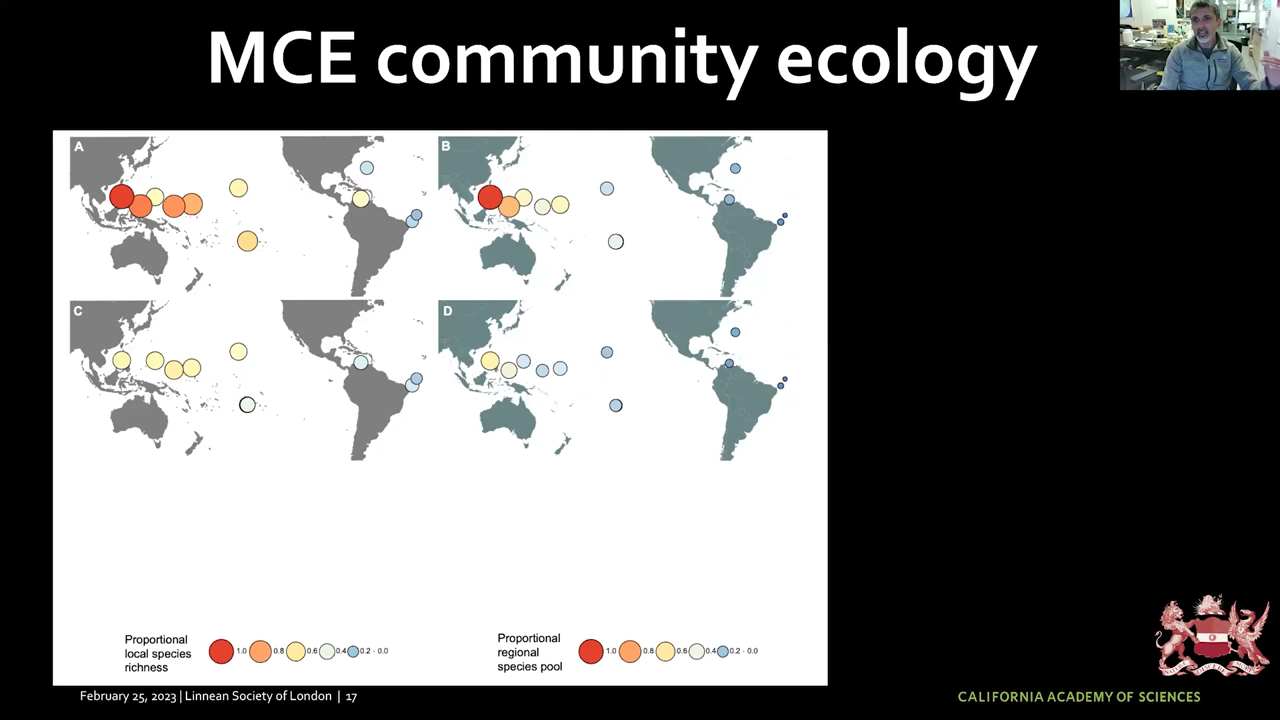 MCE community ecology
A
B
C
D
Proportional
local species
richness
1.0 0.8 0.6 0.4 0.2 - 0.0
Proportional
regional
species pool
1.0 0.8 0.6 0.4 0.2 - 0.0
February 25, 2023 | Linnean Society of London | 17
CALIFORNIA ACADEMY OF SCIENCES